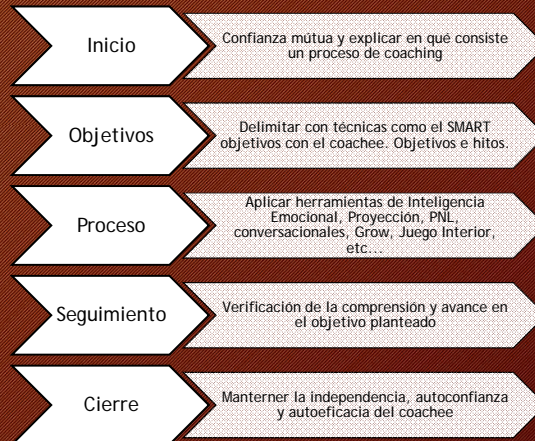 Inicio
Confianza mútua y explicar en qué consiste
un proceso de coaching
Objetivos
Delimitar con técnicas como el SMART
objetivos con el coachee. Objetivos e hitos.
Proceso
Aplicar herramientas de Inteligencia
Emocional, Proyección, PNL,
conversacionales, Grow, Juego Interior,
etc...
Seguimiento
Verificación de la comprensión y avance en
el objetivo planteado
Cierre
Manterner la independencia, autoconfianza
y autoeficacia del coachee